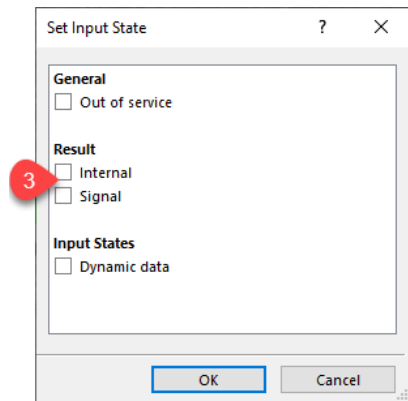 Set Input State ?
General
Out of service
Result
Internal
3
Signal
Input States
Dynamic data
OK Cancel